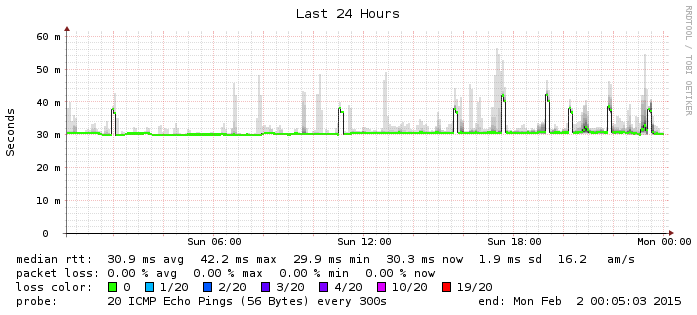 Last 24 Hours
RRDTOOL / TOBI OETIKER
Seconds
60 m
50 m
40 m
30 m
20 m
10 m
0
Sun 06:00 Sun 12:00 Sun 18:00 Mon 00:00
median rtt: 30.9 ms avg 42.2 ms max 29.9 ms min 30.3 ms now 1.9 ms sd 16.2 am/s
packet loss: 0.00 % avg 0.00 % max 0.00 % min 0.00 % now
loss color: 0 1/20 2/20 3/20 4/20 10/20 19/20
probe: 20 ICMP Echo Pings (56 Bytes) every 300s end: Mon Feb 2 00:05:03 2015